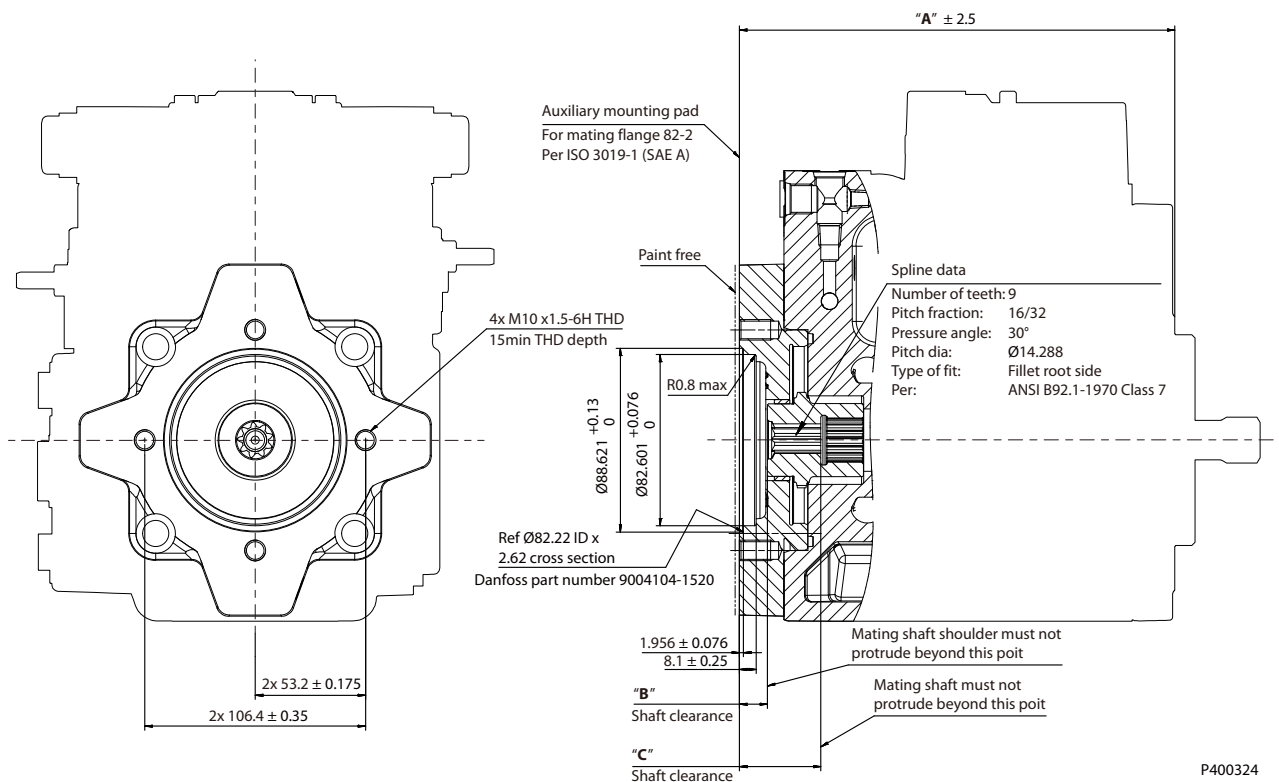 "A" ± 2.5
Auxiliary mounting pad
For mating flange 82-2
Per ISO 3019-1 (SAE A)
Paint free
Spline data
Number of teeth: 9
Pitch fraction: 16/32
Pressure angle: 30°
Pitch dia: Ø14.288
Type of fit: Fillet root side
Per: ANSI B92.1-1970 Class 7
4x M10 x1.5-6H THD
15min THD depth
R0.8 max
Ø88.621 +0.13 0
Ø82.601 +0.076 0
Ref Ø82.22 ID x
2.62 cross section
Danfoss part number 9004104-1520
1.956 ± 0.076
8.1 ± 0.25
Mating shaft shoulder must not
protrude beyond this poit
2x 53.2 ± 0.175
"B"
Shaft clearance
Mating shaft must not
protrude beyond this poit
2x 106.4 ± 0.35
"C"
Shaft clearance
P400324